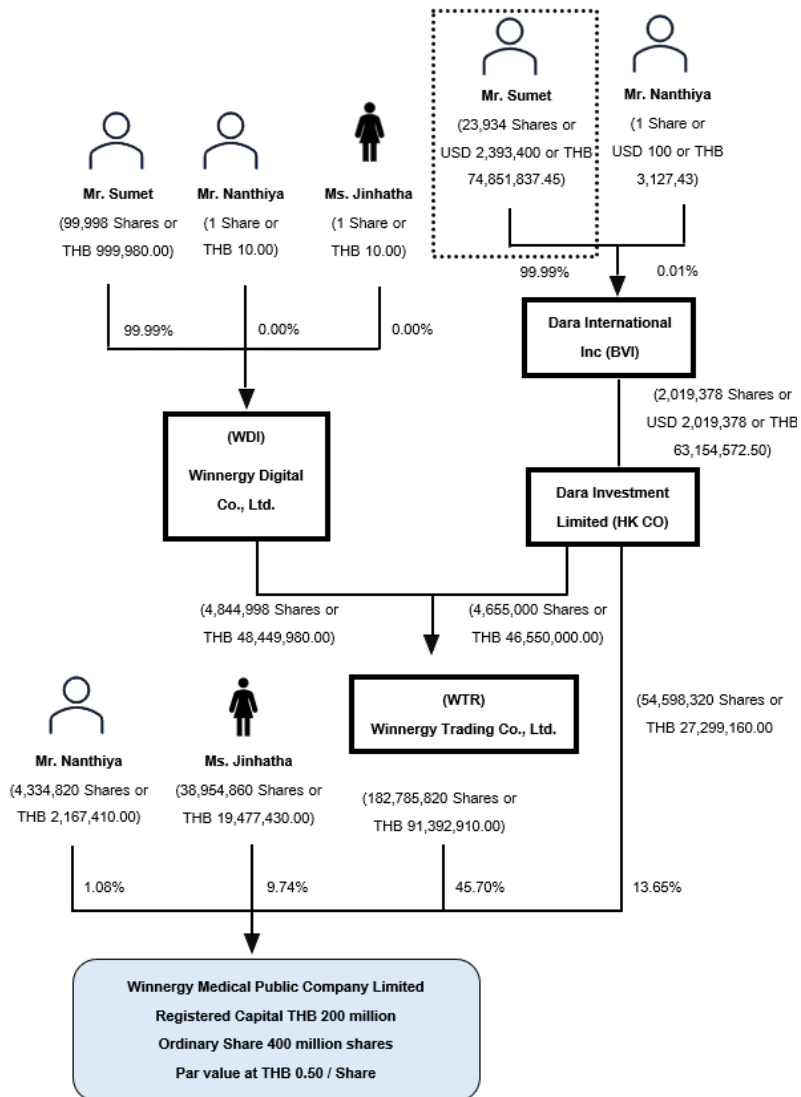 Mr. Sumet
(23,934 Shares or
USD 2,393,400 or THB
74,851,837.45)
Mr. Nanthiya
(1 Share or
USD 100 or THB
3,127,43)
Mr. Sumet
(99,998 Shares or
THB 999,980.00)
Mr. Nanthiya
(1 Share or
THB 10.00)
Ms. Jinhatha
(1 Share or
THB 10.00)
99.99%
0.01%
99.99%
0.00%
0.00%
Dara International
Inc (BVI)
(2,019,378 Shares or
USD 2,019,378 or THB
63,154,572.50)
(WDI)
Winnergy Digital
Co., Ltd.
Dara Investment
Limited (HK CO)
(4,844,998 Shares or
THB 48,449,980.00)
(4,655,000 Shares or
THB 46,550,000.00)
(WTR)
Winnergy Trading Co., Ltd.
(54,598,320 Shares or
THB 27,299,160.00
Mr. Nanthiya
(4,334,820 Shares or
THB 2,167,410.00)
Ms. Jinhatha
(38,954,860 Shares or
THB 19,477,430.00)
(182,785,820 Shares or
THB 91,392,910.00)
1.08%
9.74%
45.70%
13.65%
Winnergy Medical Public Company Limited
Registered Capital THB 200 million
Ordinary Share 400 million shares
Par value at THB 0.50 / Share